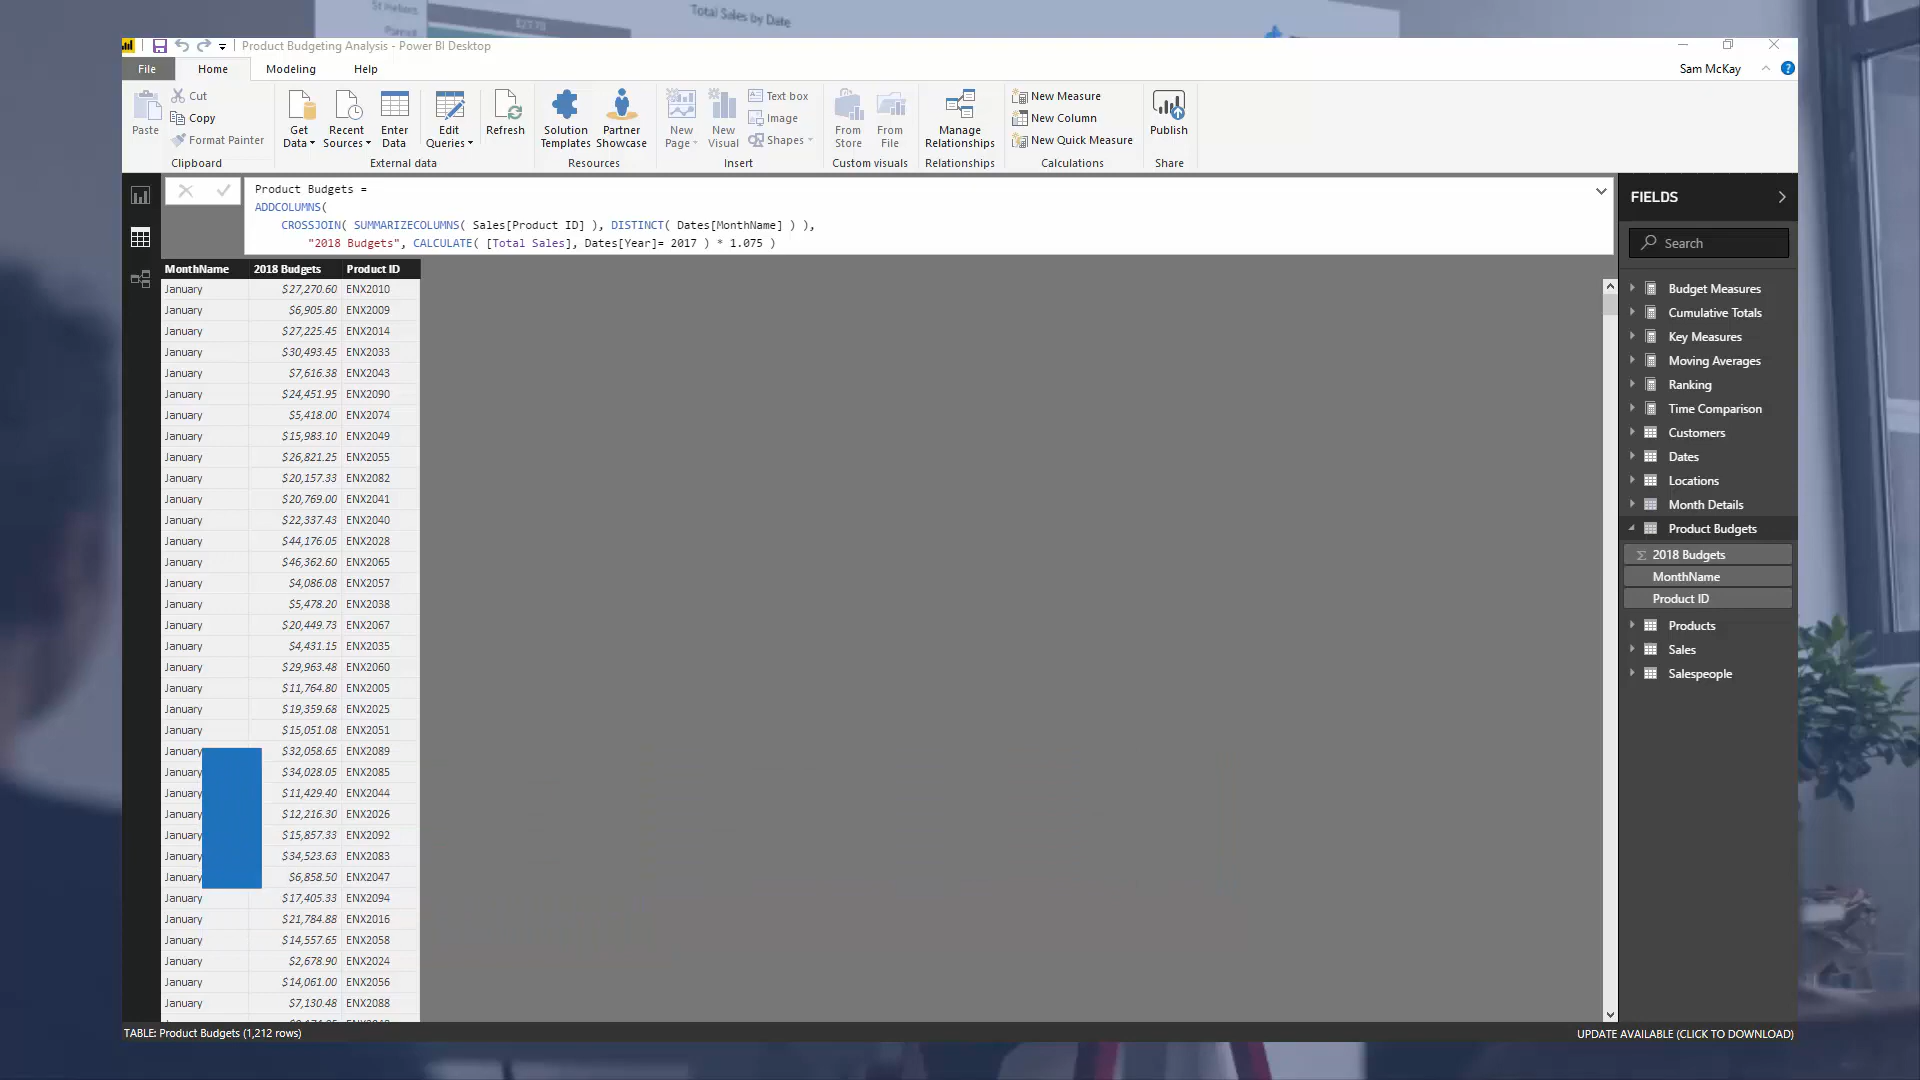 St Heliers
Parnut
$2770
Total Sales by Date
Product Budgeting Analysis - Power BI Desktop
File
Home
Modeling
Help
Sam McKay
Paste
Cut
Copy
Format Painter
Clipboard
Get Data
Recent Sources
Enter Data
Edit Queries
Refresh
External data
Solution Templates
Partner Showcase
Resources
New Page
New Visual
Text box
Image
Shapes
Insert
From Store
From File
Custom visuals
Manage Relationships
Relationships
New Measure
New Column
New Quick Measure
Calculations
Publish
Share
Product Budgets =
ADDCOLUMNS(
CROSSJOIN( SUMMARIZECOLUMNS( Sales[Product ID] ), DISTINCT( Dates[MonthName] ) ),
"2018 Budgets", CALCULATE( [Total Sales], Dates[Year]= 2017 ) * 1.075 )
MonthName 2018 Budgets Product ID
January $27,270.60 ENX2010
January $6,905.80 ENX2009
January $27,225.45 ENX2014
January $30,493.45 ENX2033
January $7,616.38 ENX2043
January $24,451.95 ENX2090
January $5,418.00 ENX2074
January $15,983.10 ENX2049
January $26,821.25 ENX2055
January $20,157.33 ENX2082
January $20,769.00 ENX2041
January $22,337.43 ENX2040
January $44,176.05 ENX2028
January $46,362.60 ENX2065
January $4,086.08 ENX2057
January $5,478.20 ENX2038
January $20,449.73 ENX2067
January $4,431.15 ENX2035
January $29,963.48 ENX2060
January $11,764.80 ENX2005
January $19,359.68 ENX2025
January $15,051.08 ENX2051
January $32,058.65 ENX2089
January $34,028.05 ENX2085
January $11,429.40 ENX2044
January $12,216.30 ENX2026
January $15,857.33 ENX2092
January $34,523.63 ENX2083
January $6,858.50 ENX2047
January $17,405.33 ENX2094
January $21,784.88 ENX2016
January $14,557.65 ENX2058
January $2,678.90 ENX2024
January $14,061.00 ENX2056
January $7,130.48 ENX2088
FIELDS
Search
Budget Measures
Cumulative Totals
Key Measures
Moving Averages
Ranking
Time Comparison
Customers
Dates
Locations
Month Details
Product Budgets
2018 Budgets
MonthName
Product ID
Products
Sales
Salespeople
TABLE: Product Budgets (1,212 rows)
UPDATE AVAILABLE (CLICK TO DOWNLOAD)